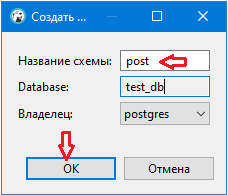 Создать ...
Название схемы: post
Database: test_db
Владелец: postgres
OK Отмена